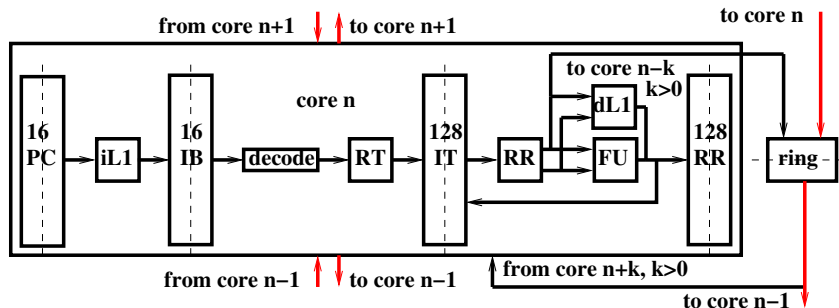 from core n+1
to core n+1
to core n
to core n−k
k>0
core n
16
PC
iL1
16
IB
decode
RT
128
IT
RR
dL1
FU
128
RR
ring
from core n−1
to core n−1
from core n+k, k>0
to core n−1